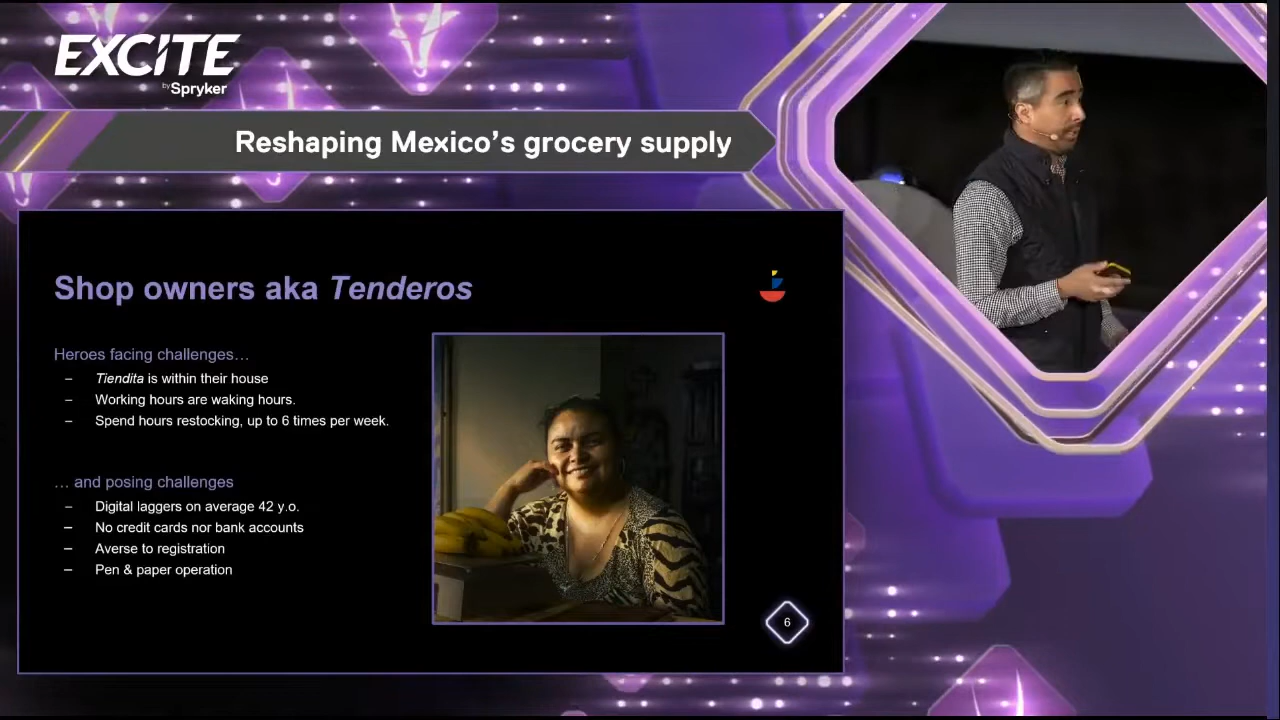 EXCITE
by Spryker
Reshaping Mexico's grocery supply
Shop owners aka Tenderos
Heroes facing challenges…
– Tiendita is within their house
– Working hours are waking hours.
– Spend hours restocking, up to 6 times per week.
… and posing challenges
– Digital laggers on average 42 y.o.
– No credit cards nor bank accounts
– Averse to registration
– Pen & paper operation
6